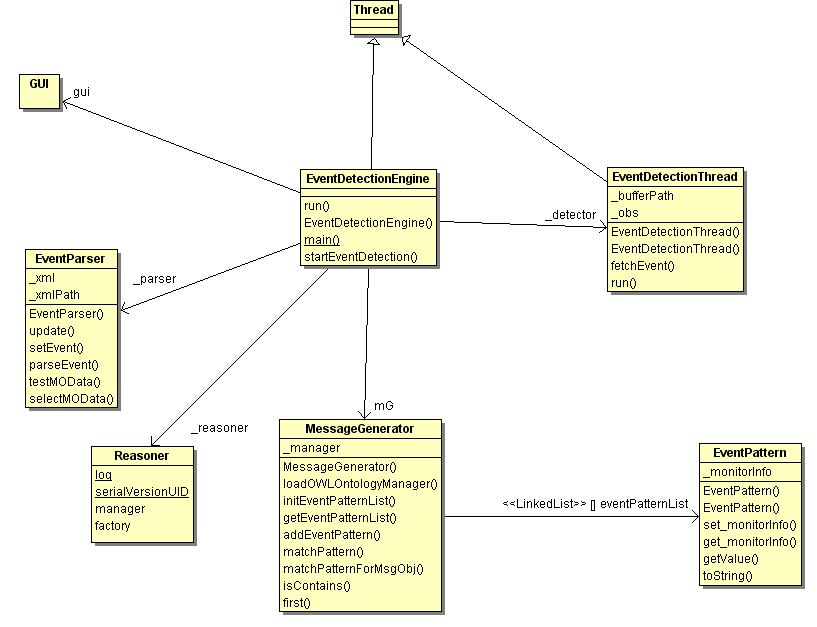 Thread
GUI
gui
EventDetectionEngine
run()
EventDetectionEngine()
main()
startEventDetection()
_detector
EventDetectionThread
_bufferPath
_obs
EventDetectionThread()
EventDetectionThread()
fetchEvent()
run()
EventParser
_xml
_xmlPath
EventParser()
update()
setEvent()
parseEvent()
testMOData()
selectMOData()
_parser
_reasoner
Reasoner
log
serialVersionUID
manager
factory
mG
MessageGenerator
_manager
MessageGenerator()
loadOWLOntologyManager()
initEventPatternList()
getEventPatternList()
addEventPattern()
matchPattern()
matchPatternForMsgObj()
isContains()
first()
<<LinkedList>> [] eventPatternList
EventPattern
_monitorInfo
EventPattern()
EventPattern()
set_monitorInfo()
get_monitorInfo()
getValue()
toString()